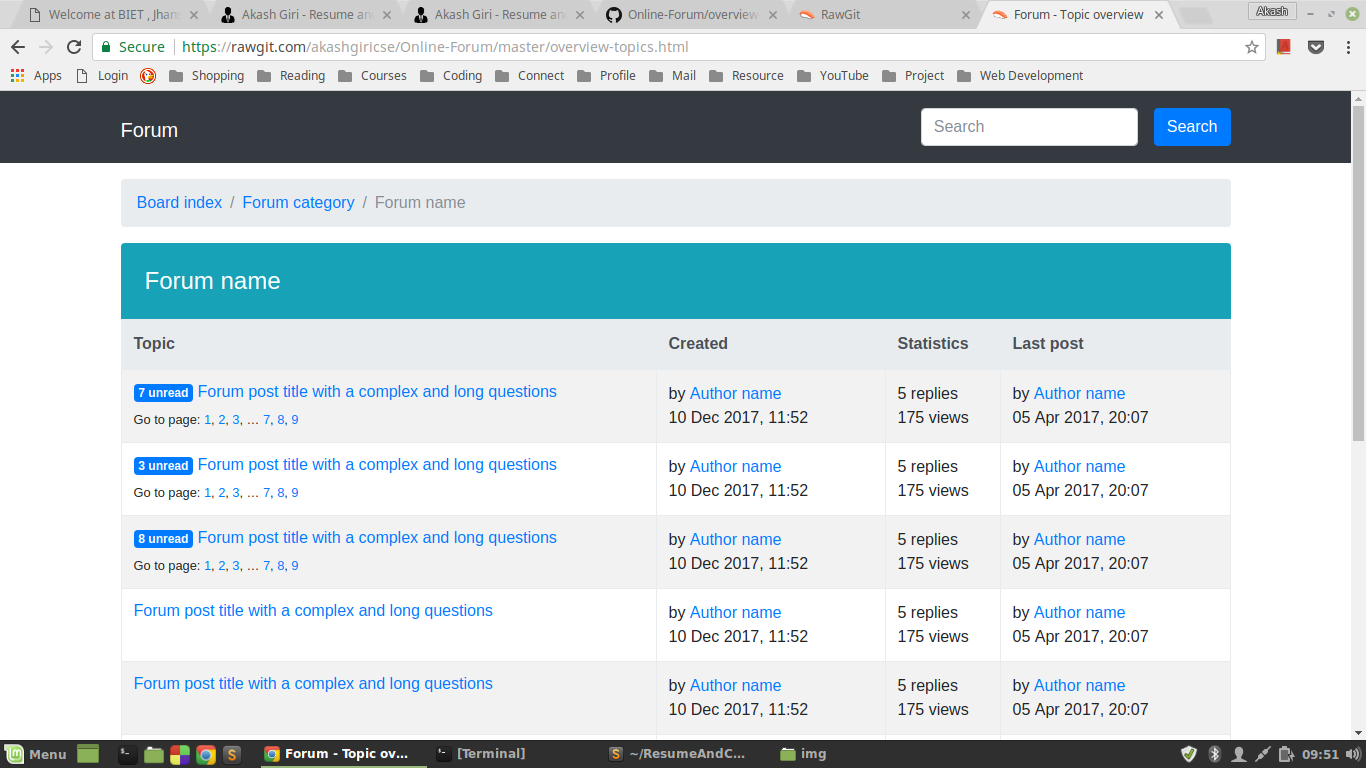 Welcome at BIET , Jhans
Akash Giri - Resume and
Akash Giri - Resume and
Online-Forum/overview
RawGit
Forum - Topic overview
Akash
Secure
https://rawgit.com/akashgiricse/Online-Forum/master/overview-topics.html
Apps Login Shopping Reading Courses Coding Connect Profile Mail Resource YouTube Project Web Development
Forum Search Search
Board index / Forum category / Forum name
Forum name
Topic Created Statistics Last post
7 unread Forum post title with a complex and long questions
Go to page: 1, 2, 3, ... 7, 8, 9
by Author name
10 Dec 2017, 11:52
5 replies
175 views
by Author name
05 Apr 2017, 20:07
3 unread Forum post title with a complex and long questions
Go to page: 1, 2, 3, ... 7, 8, 9
by Author name
10 Dec 2017, 11:52
5 replies
175 views
by Author name
05 Apr 2017, 20:07
8 unread Forum post title with a complex and long questions
Go to page: 1, 2, 3, ... 7, 8, 9
by Author name
10 Dec 2017, 11:52
5 replies
175 views
by Author name
05 Apr 2017, 20:07
Forum post title with a complex and long questions
by Author name
10 Dec 2017, 11:52
5 replies
175 views
by Author name
05 Apr 2017, 20:07
Forum post title with a complex and long questions
by Author name
10 Dec 2017, 11:52
5 replies
175 views
by Author name
05 Apr 2017, 20:07
Menu Forum - Topic ov... [Terminal] ~/ResumeAndC... img 09:51